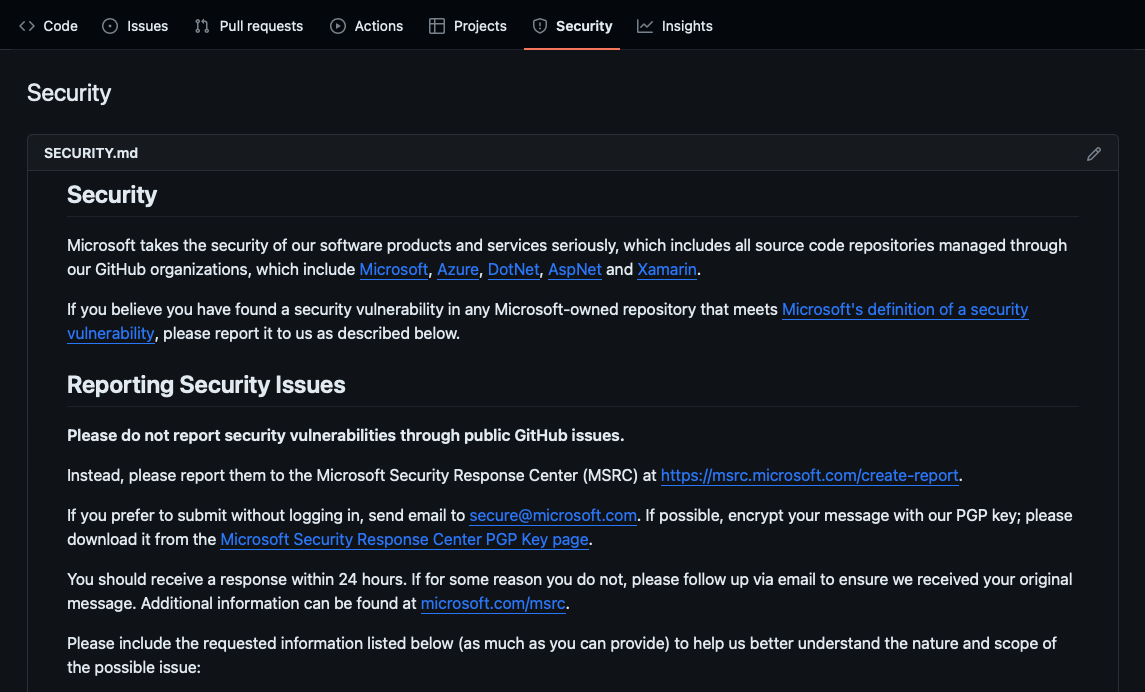 Code Issues Pull requests Actions Projects Security Insights
Security
SECURITY.md
Security
Microsoft takes the security of our software products and services seriously, which includes all source code repositories managed through
our GitHub organizations, which include Microsoft, Azure, DotNet, AspNet and Xamarin.
If you believe you have found a security vulnerability in any Microsoft-owned repository that meets Microsoft's definition of a security
vulnerability, please report it to us as described below.
Reporting Security Issues
Please do not report security vulnerabilities through public GitHub issues.
Instead, please report them to the Microsoft Security Response Center (MSRC) at https://msrc.microsoft.com/create-report.
If you prefer to submit without logging in, send email to secure@microsoft.com. If possible, encrypt your message with our PGP key; please
download it from the Microsoft Security Response Center PGP Key page.
You should receive a response within 24 hours. If for some reason you do not, please follow up via email to ensure we received your original
message. Additional information can be found at microsoft.com/msrc.
Please include the requested information listed below (as much as you can provide) to help us better understand the nature and scope of
the possible issue: